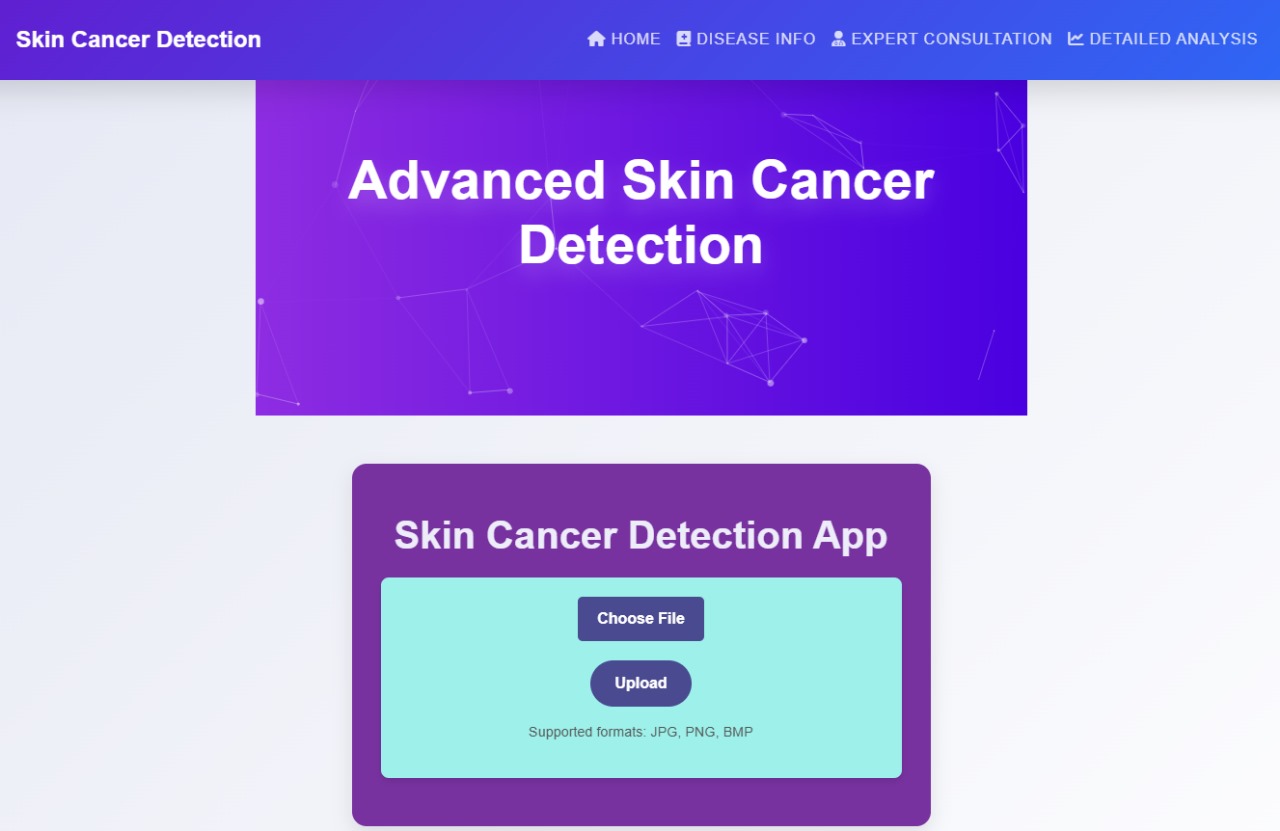 Skin Cancer Detection
HOME DISEASE INFO EXPERT CONSULTATION DETAILED ANALYSIS
Advanced Skin Cancer
Detection
Skin Cancer Detection App
Choose File
Upload
Supported formats: JPG, PNG, BMP